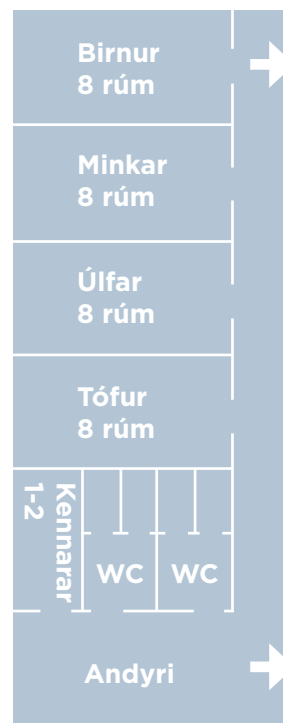 Birnur
8 rúm
Minkar
8 rúm
Úlfar
8 rúm
Tófur
8 rúm
Kennarar
1-2
WC
WC
Andyri